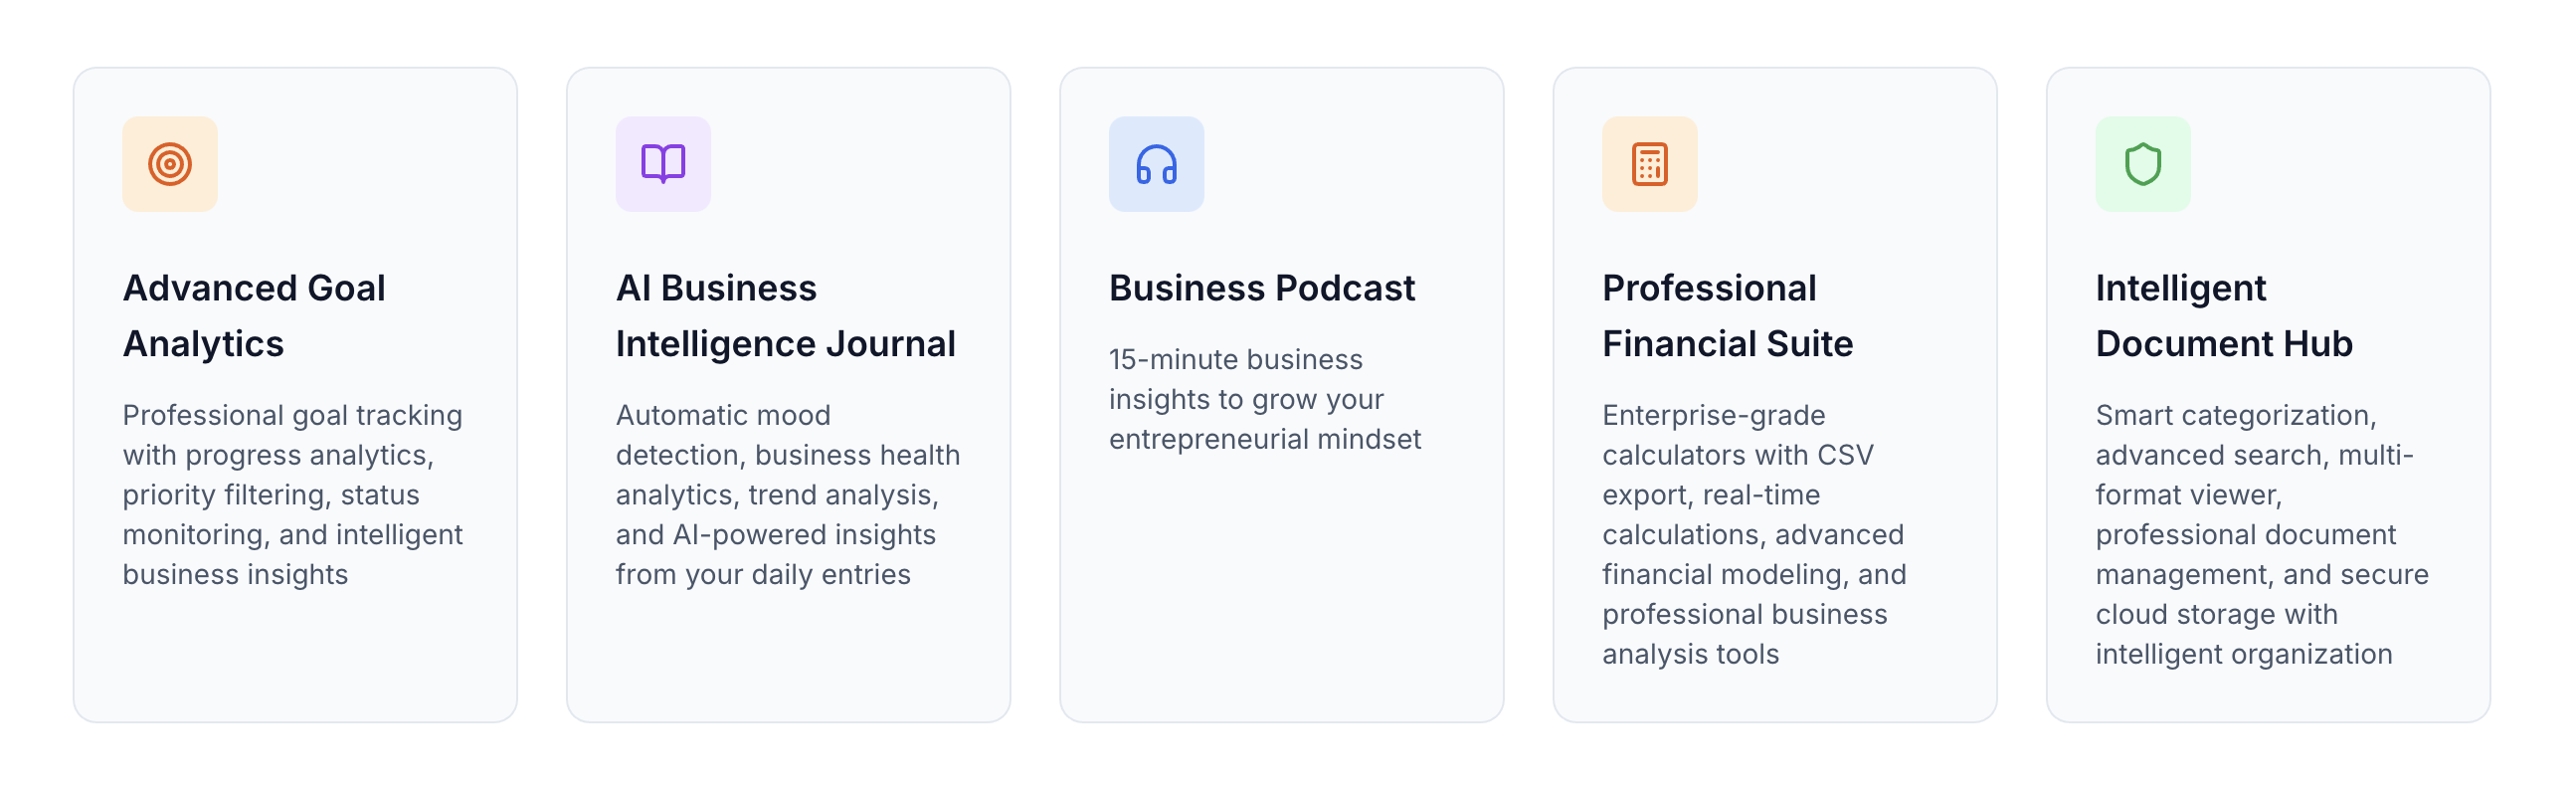 Advanced Goal
Analytics
Professional goal tracking
with progress analytics,
priority filtering, status
monitoring, and intelligent
business insights
AI Business
Intelligence Journal
Automatic mood
detection, business health
analytics, trend analysis,
and AI-powered insights
from your daily entries
Business Podcast
15-minute business
insights to grow your
entrepreneurial mindset
Professional
Financial Suite
Enterprise-grade
calculators with CSV
export, real-time
calculations, advanced
financial modeling, and
professional business
analysis tools
Intelligent
Document Hub
Smart categorization,
advanced search, multi-
format viewer,
professional document
management, and secure
cloud storage with
intelligent organization